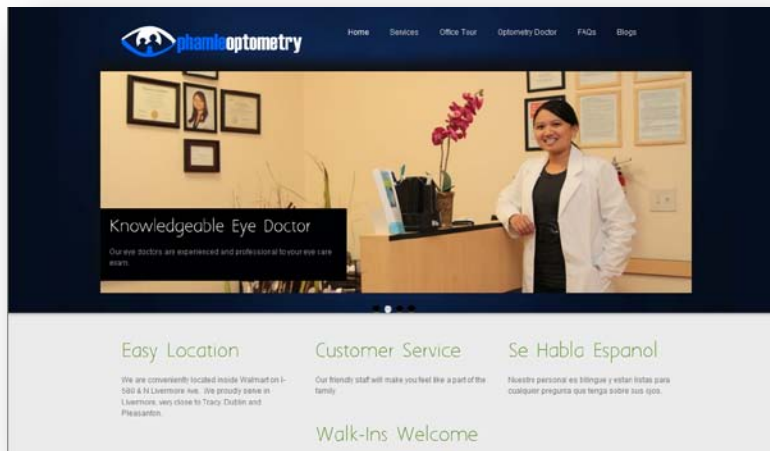 phamleoptometry
Home Services Office Tour Optometry Doctor FAQs Blogs
Knowledgeable Eye Doctor
Our eye doctors are experienced and professional to your eye care
exam.
Easy Location
We are conveniently located inside Walmart on I-
580 & N Livermore Ave. We proudly serve in
Livermore, very close to Tracy, Dublin and
Pleasanton.
Customer Service
Our friendly staff will make you feel like a part of the
family.
Se Habla Espanol
Nuestro personal es bilingue y estan listas para
cualquier pregunta que tenga sobre sus ojos.
Walk-Ins Welcome